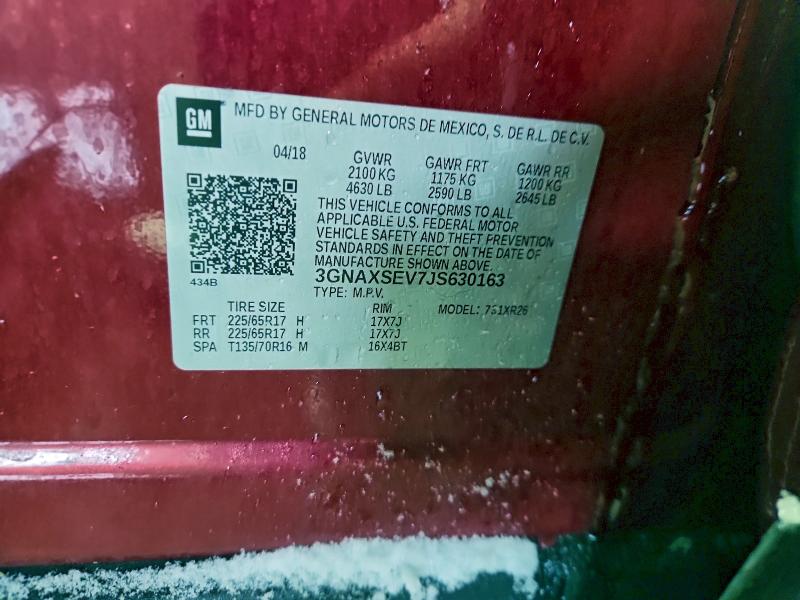 GM
MFD BY GENERAL MOTORS DE MEXICO, S. DE R.L. DE C.V.
04/18 GVWR GAWR FRT GAWR RR
2100 KG 1175 KG 1200 KG
4630 LB 2590 LB 2645 LB
THIS VEHICLE CONFORMS TO ALL
APPLICABLE U.S. FEDERAL MOTOR
VEHICLE SAFETY AND THEFT PREVENTION
STANDARDS IN EFFECT ON THE DATE OF
MANUFACTURE SHOWN ABOVE.
434B
3GNAXSEV7JS630163
TYPE: M.P.V.
TIRE SIZE RIM MODEL:
FRT 225/65R17 H 17X7J
RR 225/65R17 H 17X7J
SPA T135/70R16 M 16X4BT